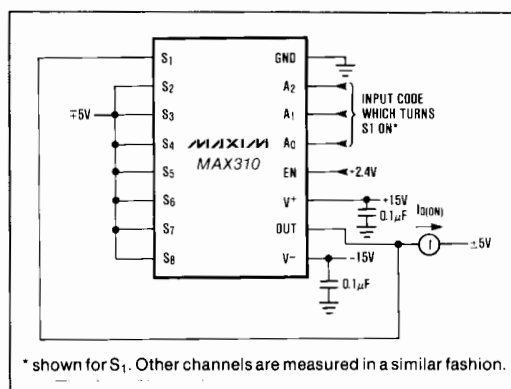 S1 GND
S2 A2
INPUT CODE
WHICH TURNS
S1 ON*
∓5V S3 A1
S4 MAXIM A0
MAX310
S5 EN +2.4V
S6 V+ +15V
0.1μF
ID(ON)
S7 OUT ±5V
S8 V− −15V
0.1μF
* shown for S1. Other channels are measured in a similar fashion.